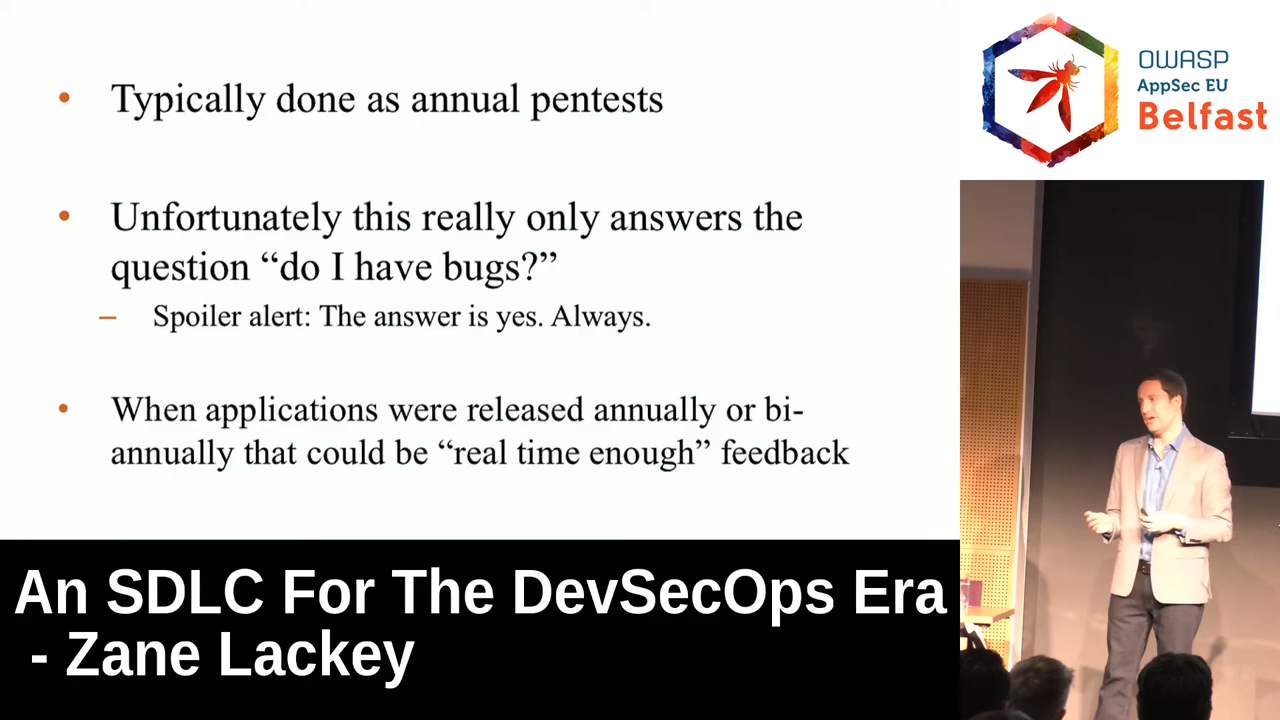 • Typically done as annual pentests
• Unfortunately this really only answers the
question “do I have bugs?”
– Spoiler alert: The answer is yes. Always.
• When applications were released annually or bi-
annually that could be “real time enough” feedback
OWASP
AppSec EU
Belfast
An SDLC For The DevSecOps Era
- Zane Lackey